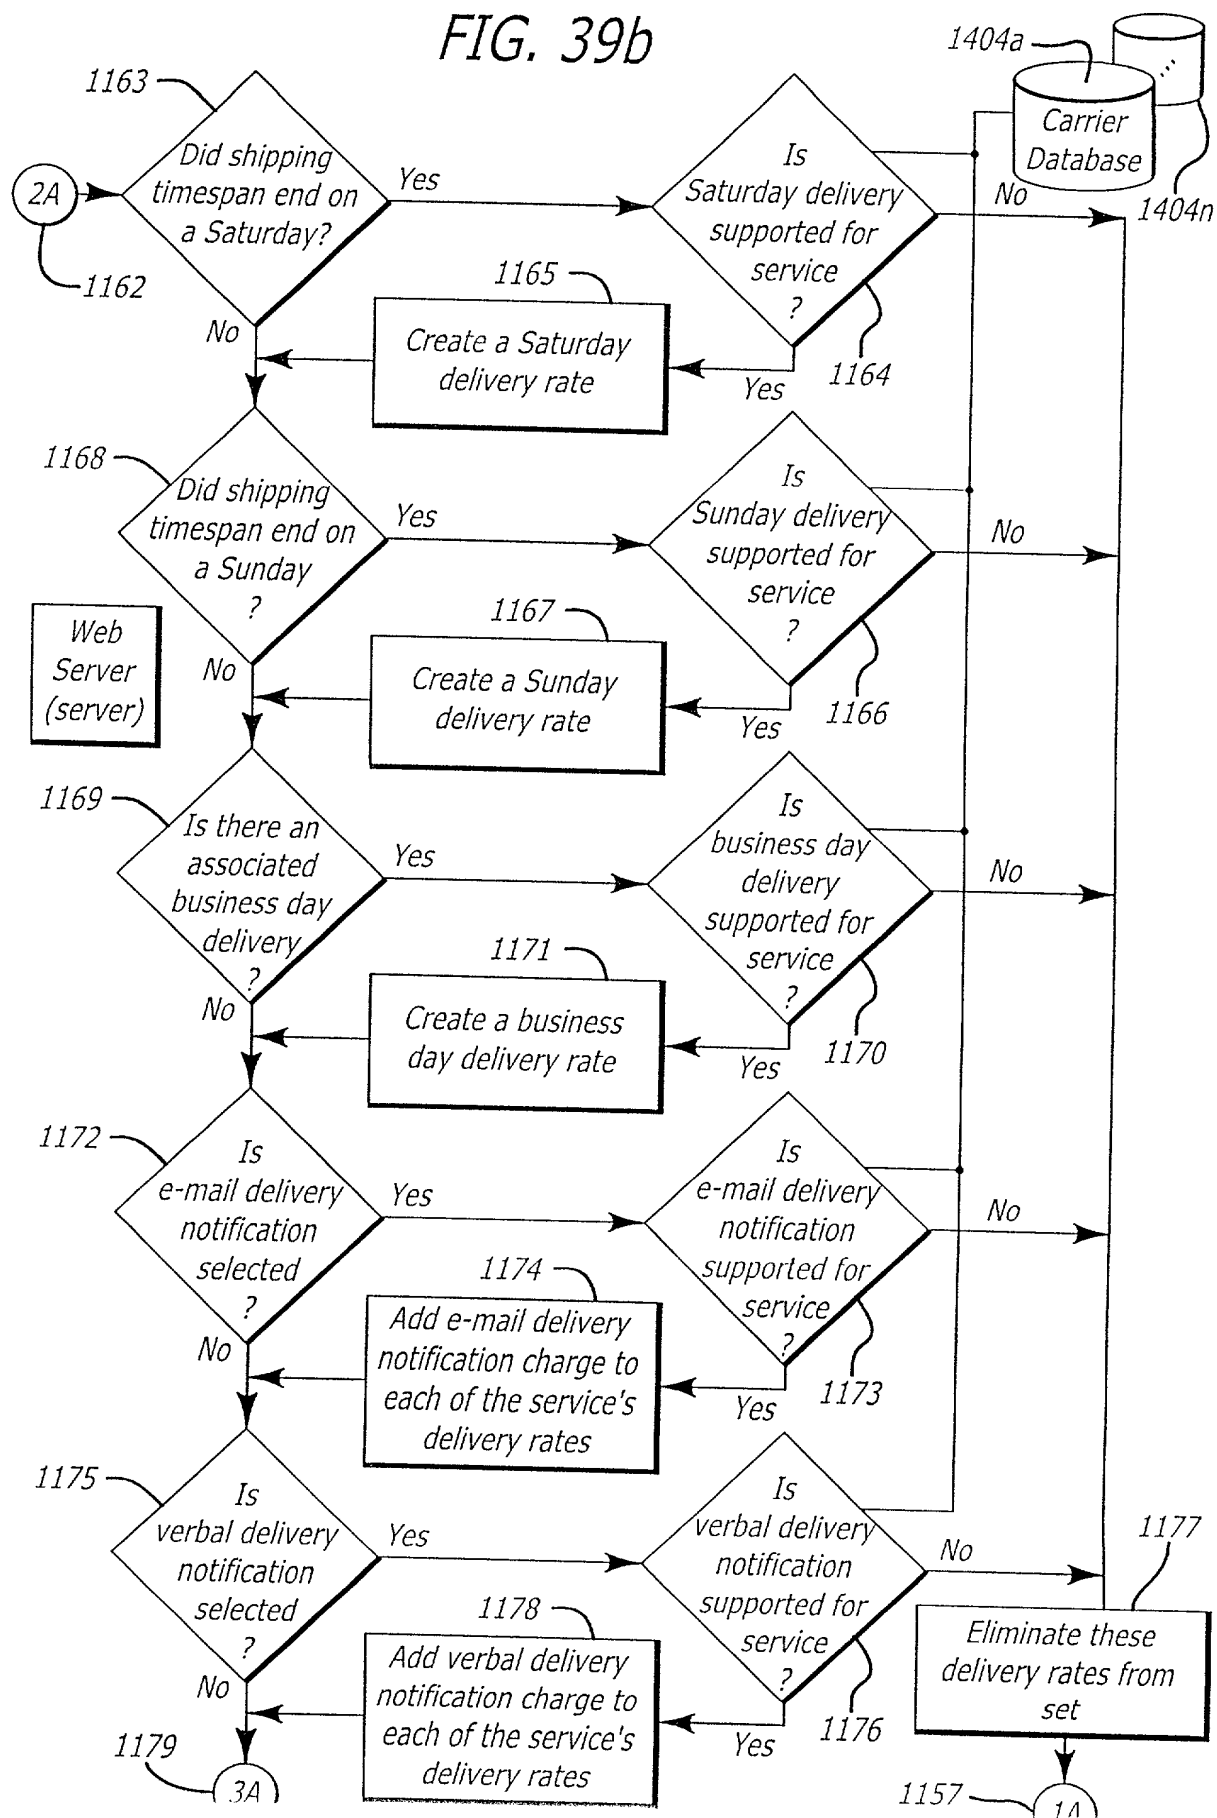 FIG. 39b
1404a
Carrier
Database
1404n
1163
Did shipping
timespan end on
a Saturday?
2A
1162
Yes
No
Is
Saturday delivery
supported for
service
?
No
1164
Yes
1165
Create a Saturday
delivery rate
1168
Did shipping
timespan end on
a Sunday
?
Yes
No
Is
Sunday delivery
supported for
service
?
No
1166
Yes
1167
Create a Sunday
delivery rate
Web
Server
(server)
1169
Is there an
associated
business day
delivery
?
Yes
No
Is
business day
delivery
supported for
service
?
No
1170
Yes
1171
Create a business
day delivery rate
1172
Is
e-mail delivery
notification
selected
?
Yes
No
Is
e-mail delivery
notification
supported for
service
?
No
1173
Yes
1174
Add e-mail delivery
notification charge to
each of the service's
delivery rates
1175
Is
verbal delivery
notification
selected
?
Yes
No
Is
verbal delivery
notification
supported for
service
?
No
1176
Yes
1178
Add verbal delivery
notification charge to
each of the service's
delivery rates
1177
Eliminate these
delivery rates from
set
1179
3A
1157
1A